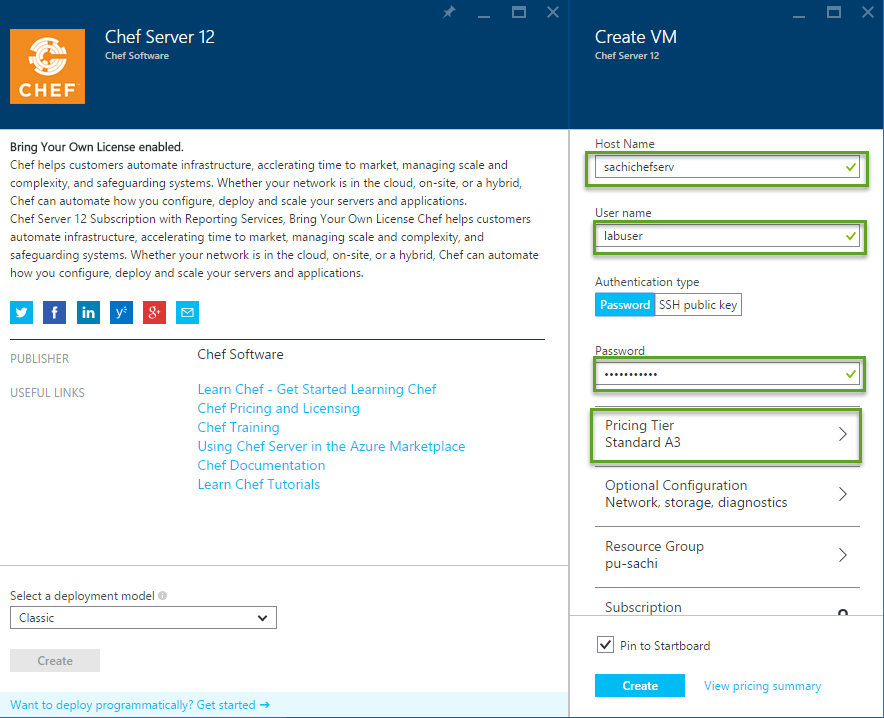 Chef Server 12
Chef Software
CHEF
Bring Your Own License enabled.
Chef helps customers automate infrastructure, acclerating time to market, managing scale and
complexity, and safeguarding systems. Whether your network is in the cloud, on-site, or a hybrid,
Chef can automate how you configure, deploy and scale your servers and applications.
Chef Server 12 Subscription with Reporting Services, Bring Your Own License Chef helps customers
automate infrastructure, accelerating time to market, managing scale and complexity, and
safeguarding systems. Whether your network is in the cloud, on-site, or a hybrid, Chef can automate
how you configure, deploy and scale your servers and applications.
PUBLISHER
Chef Software
USEFUL LINKS
Learn Chef - Get Started Learning Chef
Chef Pricing and Licensing
Chef Training
Using Chef Server in the Azure Marketplace
Chef Documentation
Learn Chef Tutorials
Select a deployment model
Classic
Create
Want to deploy programmatically? Get started →
Create VM
Chef Server 12
Host Name
sachichefserv
User name
labuser
Authentication type
Password
SSH public key
Password
•••••••••••
Pricing Tier
Standard A3
Optional Configuration
Network, storage, diagnostics
Resource Group
pu-sachi
Subscription
Pin to Startboard
Create
View pricing summary